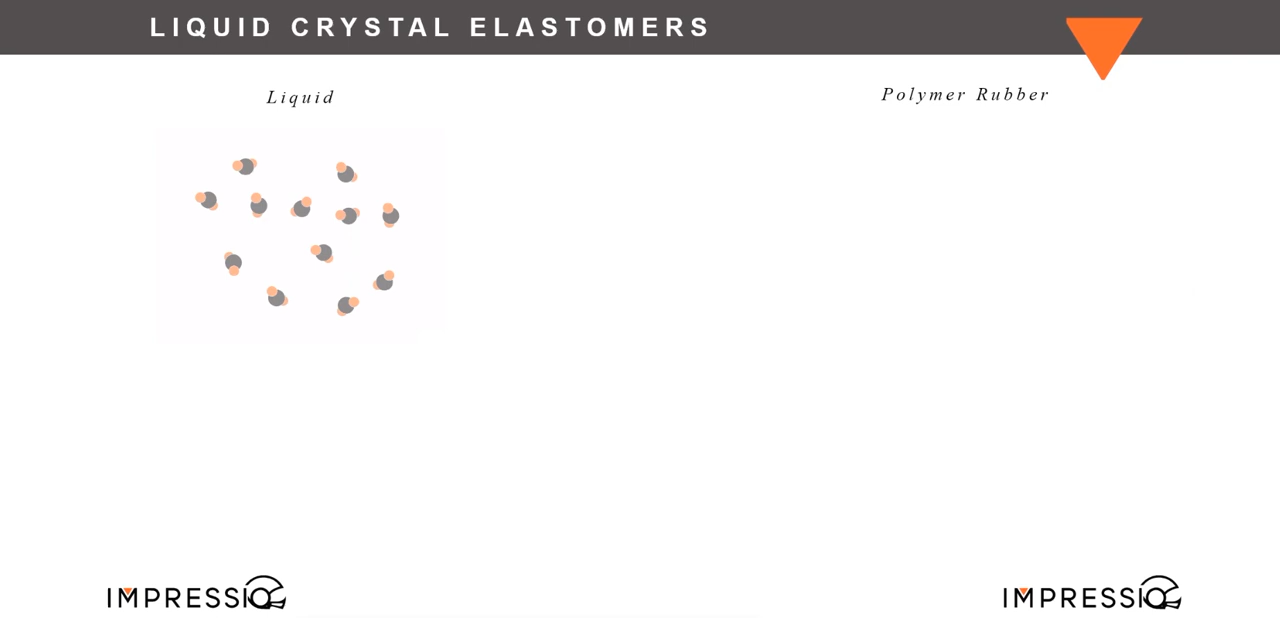 LIQUID CRYSTAL ELASTOMERS
Liquid
Polymer Rubber
IMPRESSIO
IMPRESSIO